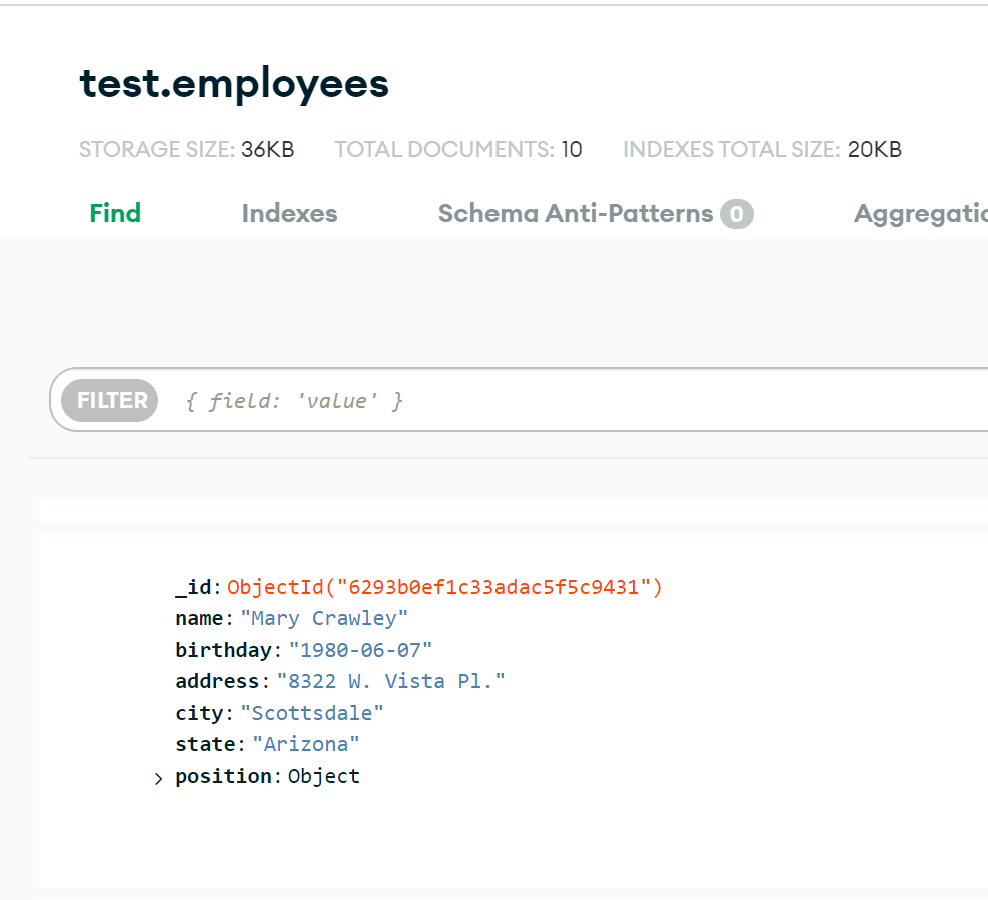 test.employees
STORAGE SIZE: 36KB TOTAL DOCUMENTS: 10 INDEXES TOTAL SIZE: 20KB
Find Indexes Schema Anti-Patterns 0 Aggregatio
FILTER { field: 'value' }
_id: ObjectId("6293b0ef1c33adac5f5c9431")
name: "Mary Crawley"
birthday: "1980-06-07"
address: "8322 W. Vista Pl."
city: "Scottsdale"
state: "Arizona"
> position: Object